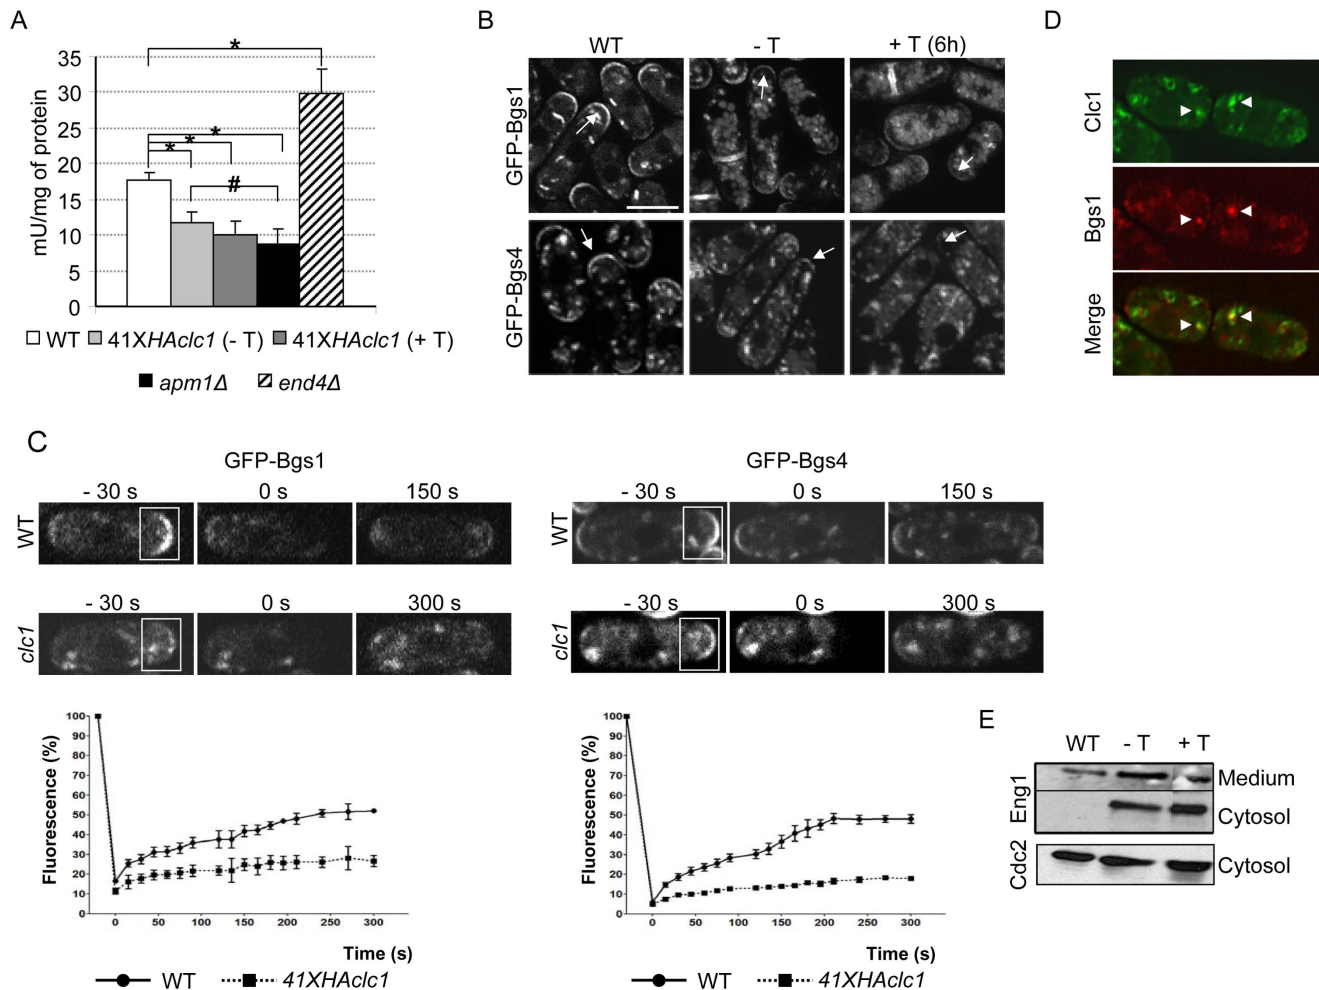 A
B
D
WT
- T
+ T (6h)
GFP-Bgs1
GFP-Bgs4
Clc1
Bgs1
Merge
mU/mg of protein
35
30
25
20
15
10
5
0
*
*
*
*
#
WT 41XHAclc1 (- T) 41XHAclc1 (+ T)
apm1Δ end4Δ
C
GFP-Bgs1
- 30 s 0 s 150 s
WT
- 30 s 0 s 300 s
clc1
GFP-Bgs4
- 30 s 0 s 150 s
WT
- 30 s 0 s 300 s
clc1
Fluorescence (%)
100
90
80
70
60
50
40
30
20
10
0
0 50 100 150 200 250 300
Time (s)
WT 41XHAclc1
Fluorescence (%)
100
90
80
70
60
50
40
30
20
10
0
0 50 100 150 200 250 300
Time (s)
WT 41XHAclc1
E
WT - T + T
Eng1
Medium
Cytosol
Cdc2
Cytosol